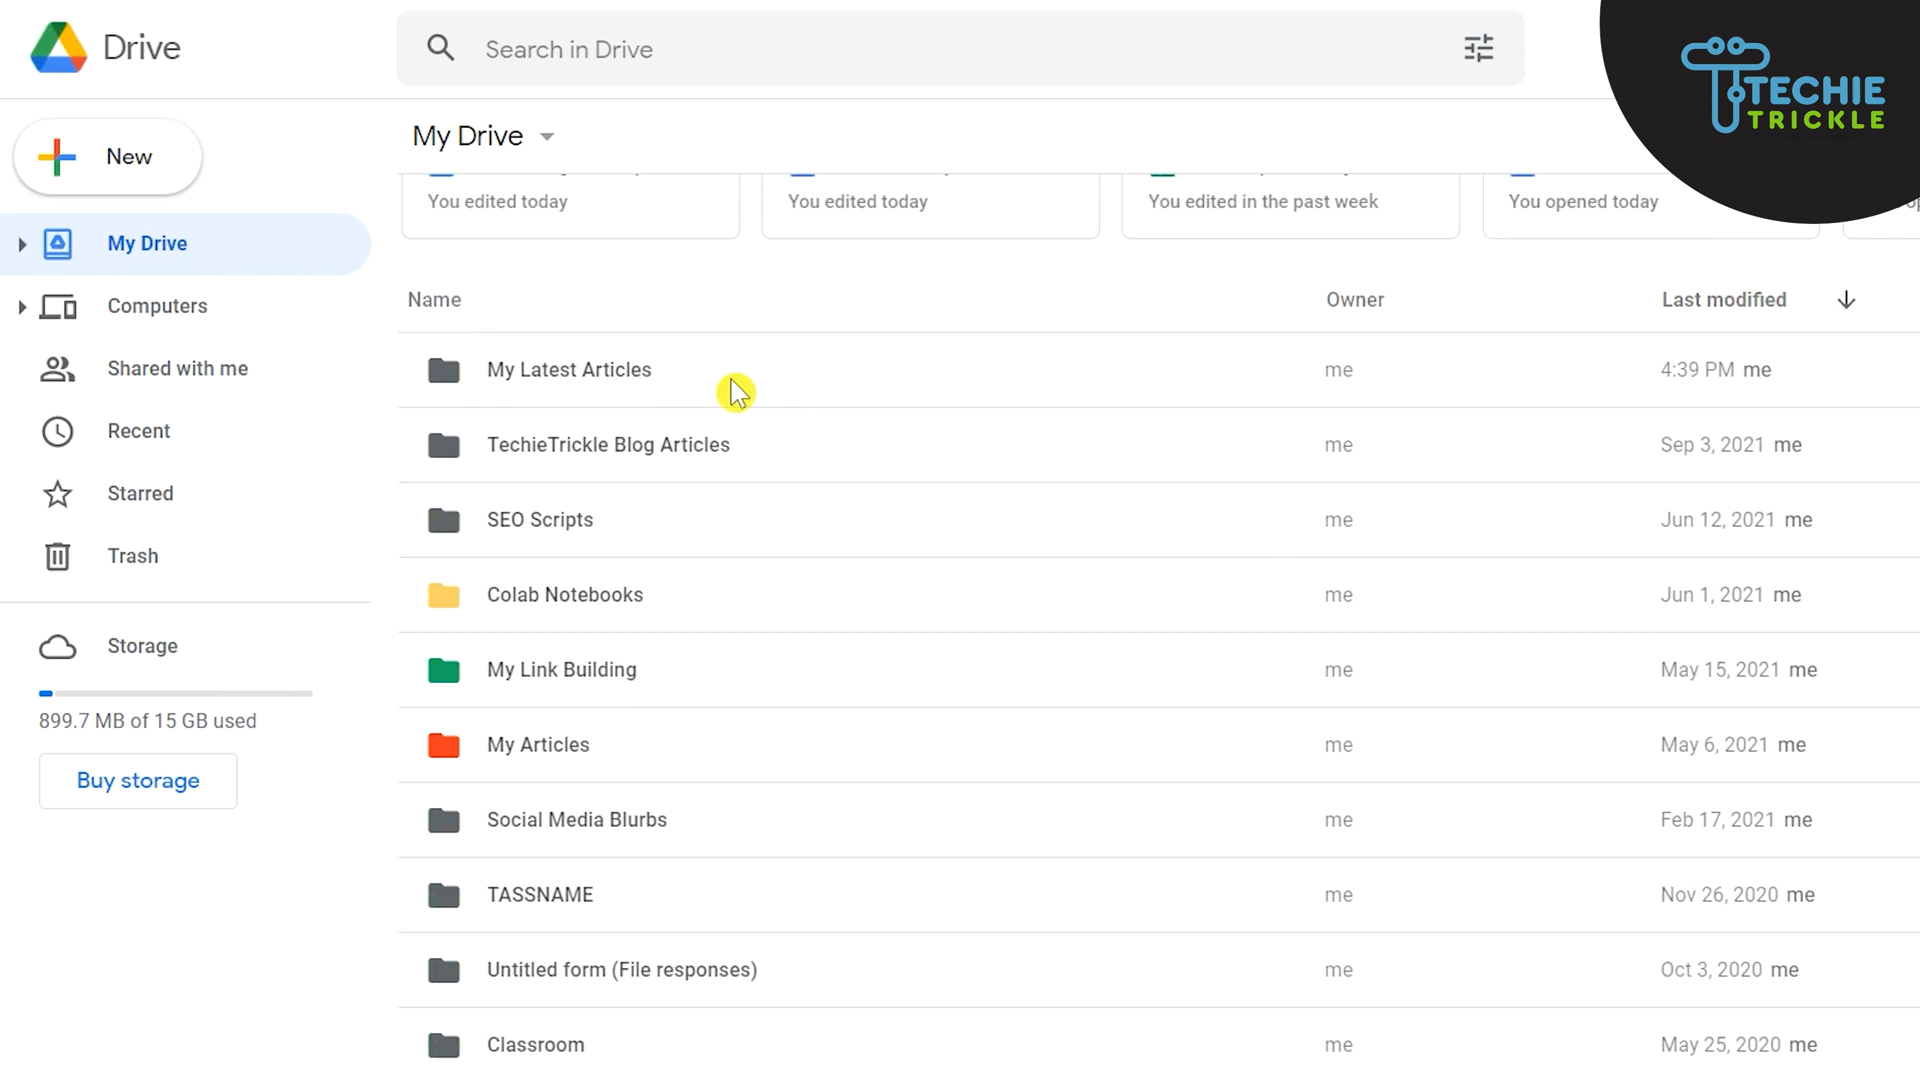 Drive
Search in Drive
TECHIE
TRICKLE
New
My Drive
You edited today
You edited today
You edited in the past week
You opened today
My Drive
Computers
Shared with me
Recent
Starred
Trash
Storage
899.7 MB of 15 GB used
Buy storage
Name Owner Last modified
My Latest Articles me 4:39 PM me
TechieTrickle Blog Articles me Sep 3, 2021 me
SEO Scripts me Jun 12, 2021 me
Colab Notebooks me Jun 1, 2021 me
My Link Building me May 15, 2021 me
My Articles me May 6, 2021 me
Social Media Blurbs me Feb 17, 2021 me
TASSNAME me Nov 26, 2020 me
Untitled form (File responses) me Oct 3, 2020 me
Classroom me May 25, 2020 me